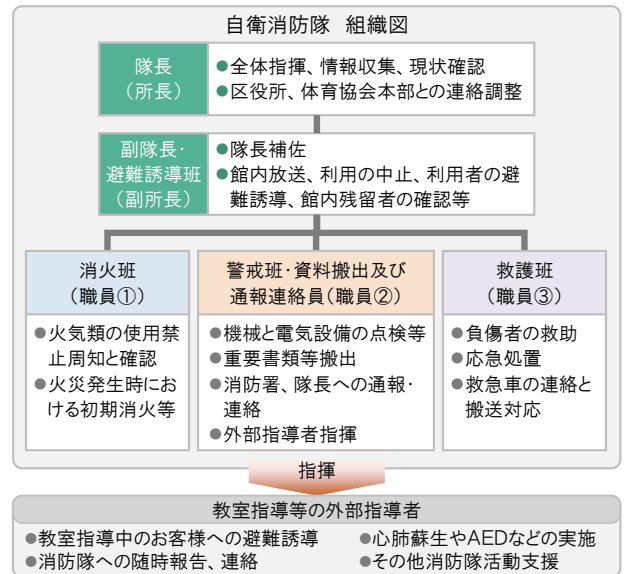 自衛消防隊 組織図
隊長
（所長）
●全体指揮、情報収集、現状確認
●区役所、体育協会本部との連絡調整
副隊長・
避難誘導班
（副所長）
●隊長補佐
●館内放送、利用の中止、利用者の避
難誘導、館内残留者の確認等
消火班
（職員①）
●火気類の使用禁
止周知と確認
●火災発生時にお
ける初期消火等
警戒班・資料搬出及び
通報連絡員（職員②）
●機械と電気設備の点検等
●重要書類等搬出
●消防署、隊長への通報・
連絡
●外部指導者指揮
救護班
（職員③）
●負傷者の救助
●応急処置
●救急車の連絡と
搬送対応
指揮
教室指導等の外部指導者
●教室指導中のお客様への避難誘導
●消防隊への随時報告、連絡
●心肺蘇生やAEDなどの実施
●その他消防隊活動支援